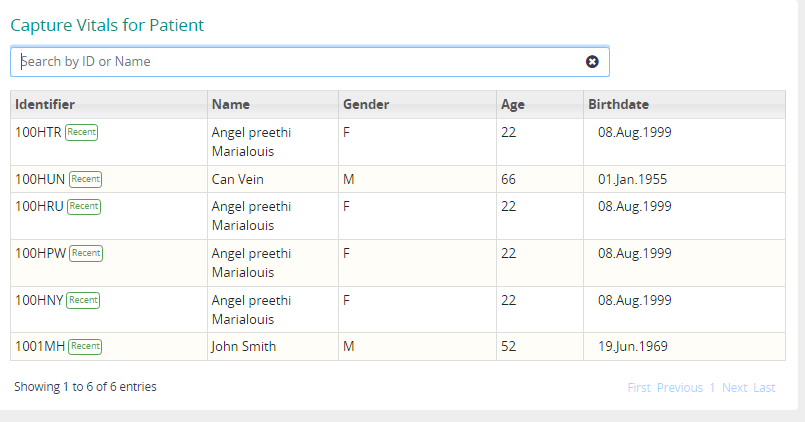 Capture Vitals for Patient
Search by ID or Name
Identifier Name Gender Age Birthdate
100HTR Recent Angel preethi Marialouis F 22 08.Aug.1999
100HUN Recent Can Vein M 66 01.Jan.1955
100HRU Recent Angel preethi Marialouis F 22 08.Aug.1999
100HPW Recent Angel preethi Marialouis F 22 08.Aug.1999
100HNY Recent Angel preethi Marialouis F 22 08.Aug.1999
1001MH Recent John Smith M 52 19.Jun.1969
Showing 1 to 6 of 6 entries First Previous 1 Next Last